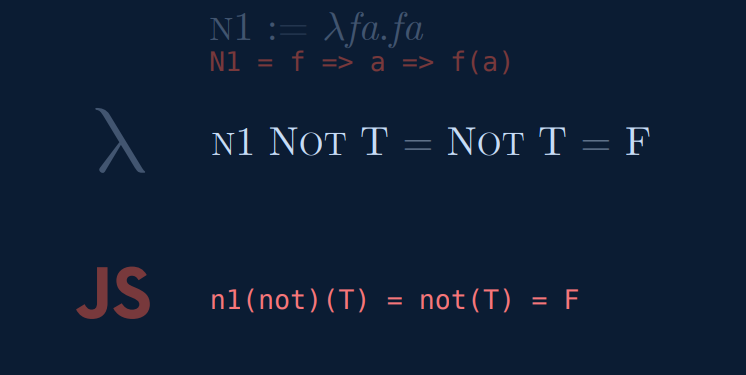 N1 := λfa.fa
N1 = f => a => f(a)
λ
N1 NOT T = NOT T = F
JS
n1(not)(T) = not(T) = F